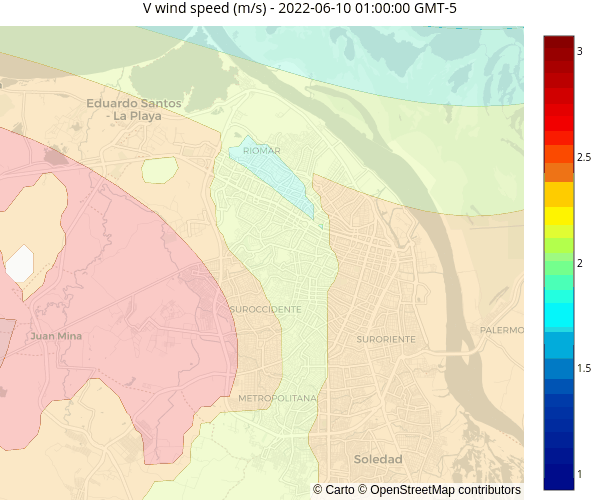 V wind speed (m/s) - 2022-06-10 01:00:00 GMT-5
3
Eduardo Santos
- La Playa
RIOMAR
2.5
2
SUROCCIDENTE
PALERMO
Juan Mina
SURORIENTE
1.5
METROPOLITANA
Soledad
1
© Carto © OpenStreetMap contributors